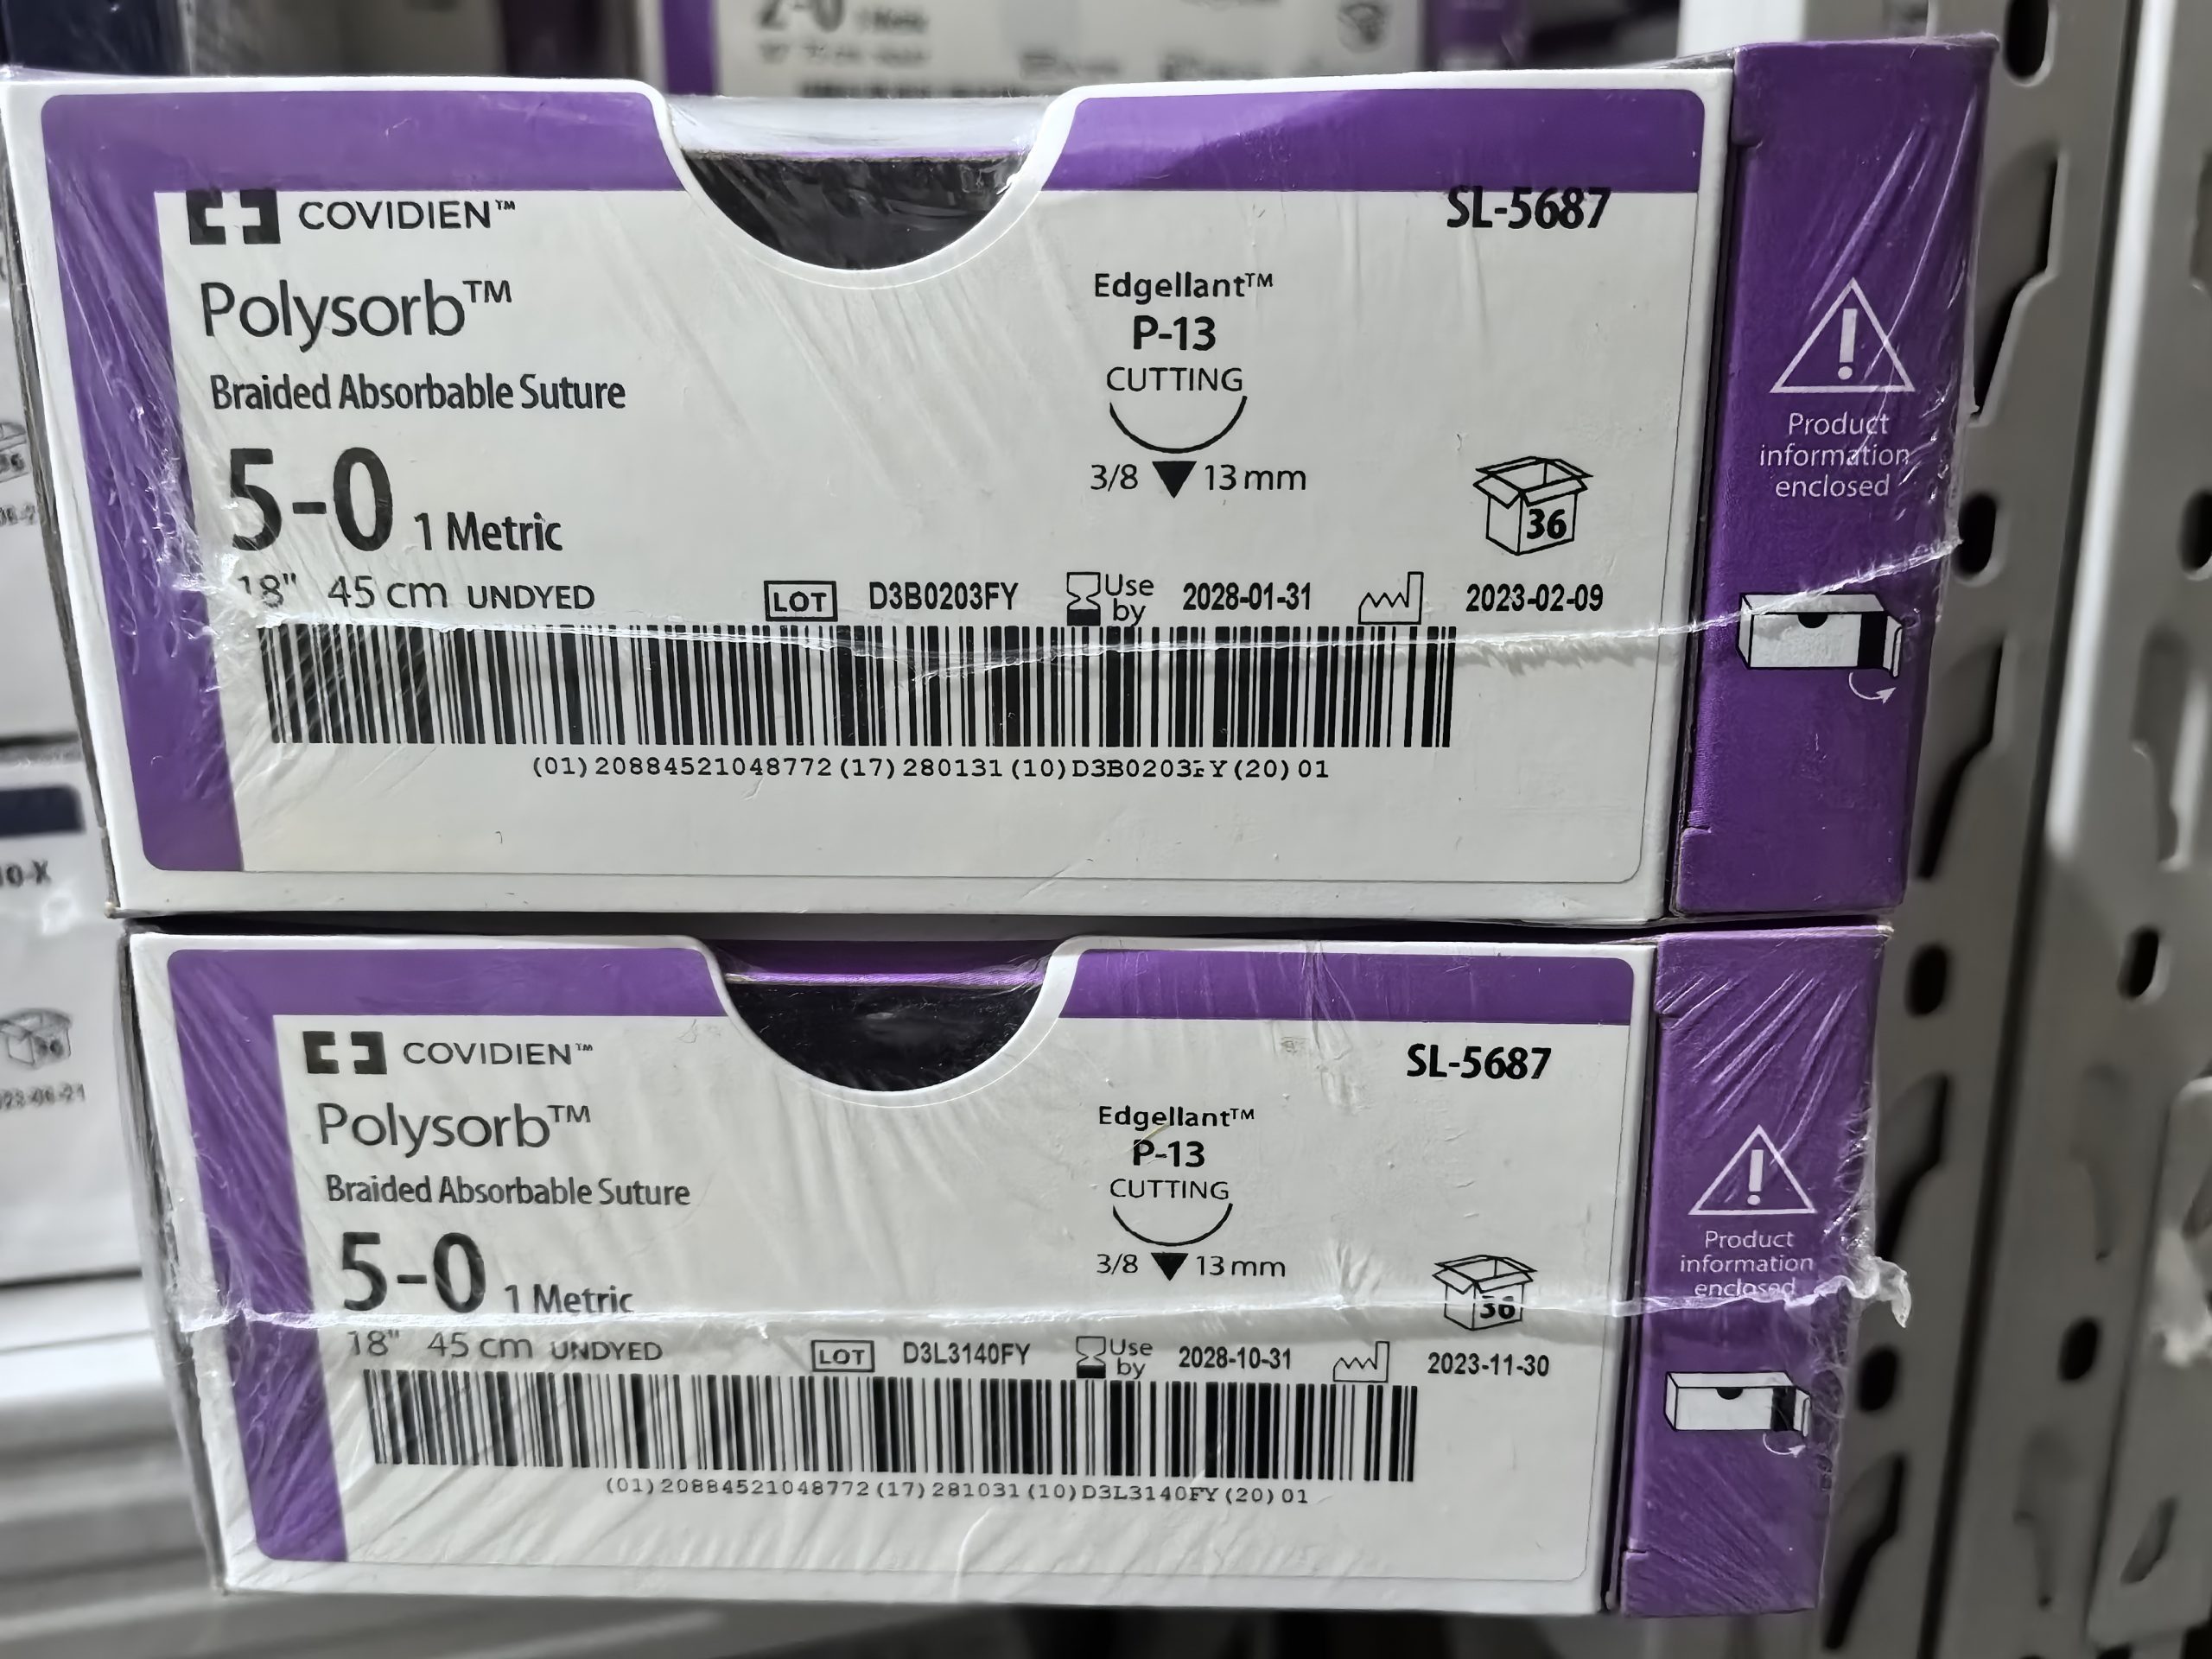 2-0
COVIDIEN™
SL-5687
Polysorb™
Edgellant™
P-13
Braided Absorbable Suture
CUTTING
5-0 1 Metric
3/8 13 mm
36
18" 45 cm UNDYED
LOT D3B0203FY Use by 2028-01-31 2023-02-09
(01)20884521048772(17)280131(10)D3B0203FY(20)01
Product
information
enclosed
COVIDIEN™
SL-5687
Polysorb™
Edgellant™
P-13
Braided Absorbable Suture
CUTTING
5-0 1 Metric
3/8 13 mm
36
18" 45 cm UNDYED
LOT D3L3140FY Use by 2028-10-31 2023-11-30
(01)20884521048772(17)281031(10)D3L3140FY(20)01
Product
information
enclosed